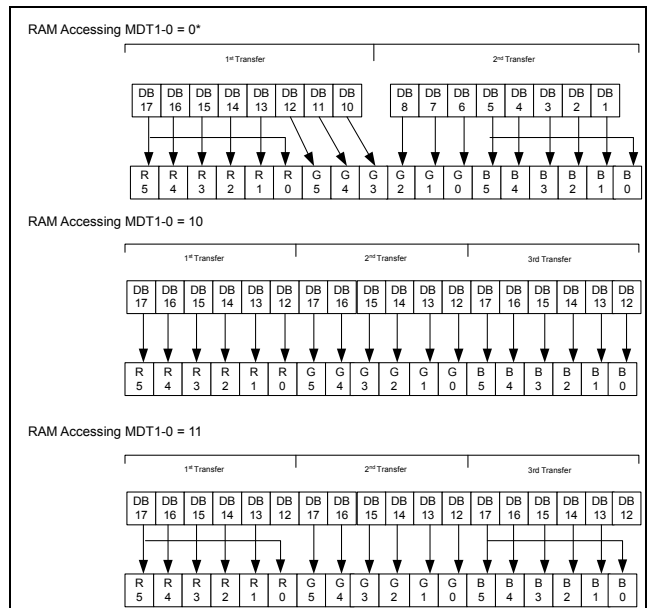 RAM Accessing MDT1-0 = 0*
1st Transfer 2nd Transfer
DB DB DB DB DB DB DB DB DB DB DB DB DB DB DB DB
17 16 15 14 13 12 11 10 8 7 6 5 4 3 2 1
R R R R R R G G G G G G B B B B B B
5 4 3 2 1 0 5 4 3 2 1 0 5 4 3 2 1 0
RAM Accessing MDT1-0 = 10
1st Transfer 2nd Transfer 3rd Transfer
DB DB DB DB DB DB DB DB DB DB DB DB DB DB DB DB DB DB
17 16 15 14 13 12 17 16 15 14 13 12 17 16 15 14 13 12
R R R R R R G G G G G G B B B B B B
5 4 3 2 1 0 5 4 3 2 1 0 5 4 3 2 1 0
RAM Accessing MDT1-0 = 11
1st Transfer 2nd Transfer 3rd Transfer
DB DB DB DB DB DB DB DB DB DB DB DB DB DB DB DB DB DB
17 16 15 14 13 12 17 16 15 14 13 12 17 16 15 14 13 12
R R R R R R G G G G G G B B B B B B
5 4 3 2 1 0 5 4 3 2 1 0 5 4 3 2 1 0